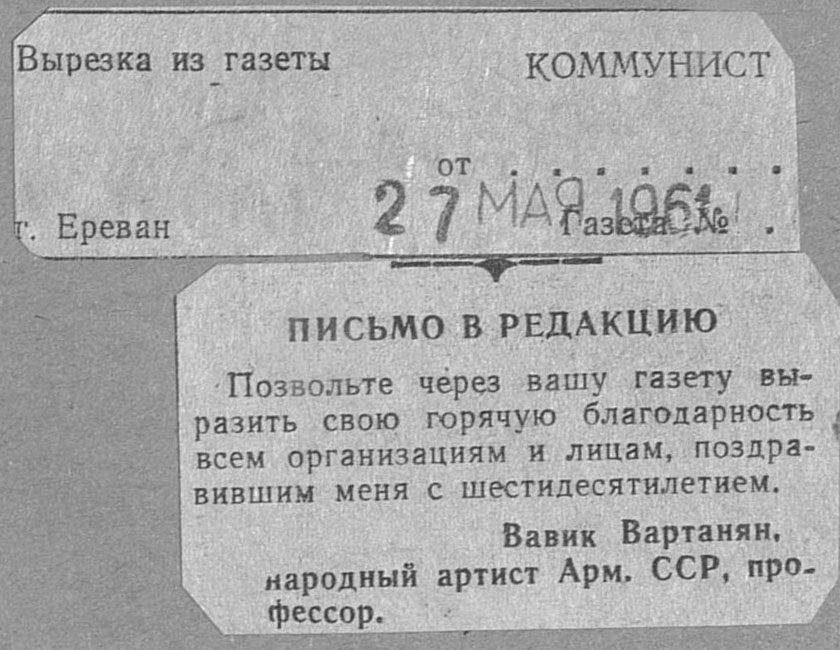 Вырезка из газеты КОММУНИСТ
от . . . . . . .
27 МАЯ 1961
г. Ереван Газета № .
ПИСЬМО В РЕДАКЦИЮ
Позвольте через вашу газету вы-
разить свою горячую благодарность
всем организациям и лицам, поздра-
вившим меня с шестидесятилетием.
Вавик Вартанян,
народный артист Арм. ССР, про-
фессор.